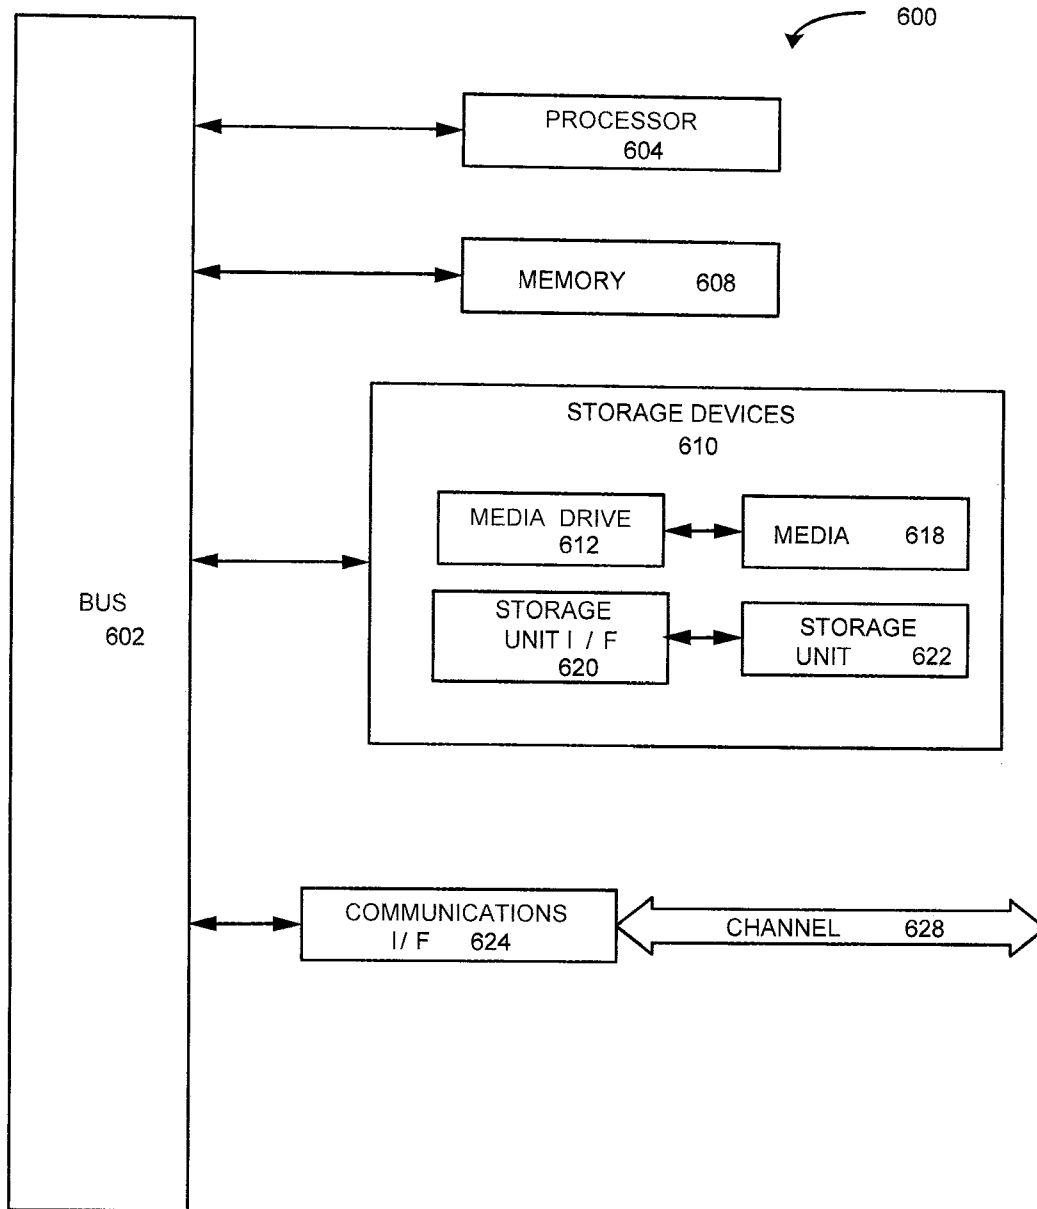 600
PROCESSOR
604
MEMORY 608
STORAGE DEVICES
610
MEDIA DRIVE
612
MEDIA 618
STORAGE
UNIT I / F
620
STORAGE
UNIT 622
BUS
602
COMMUNICATIONS
I / F 624
CHANNEL 628